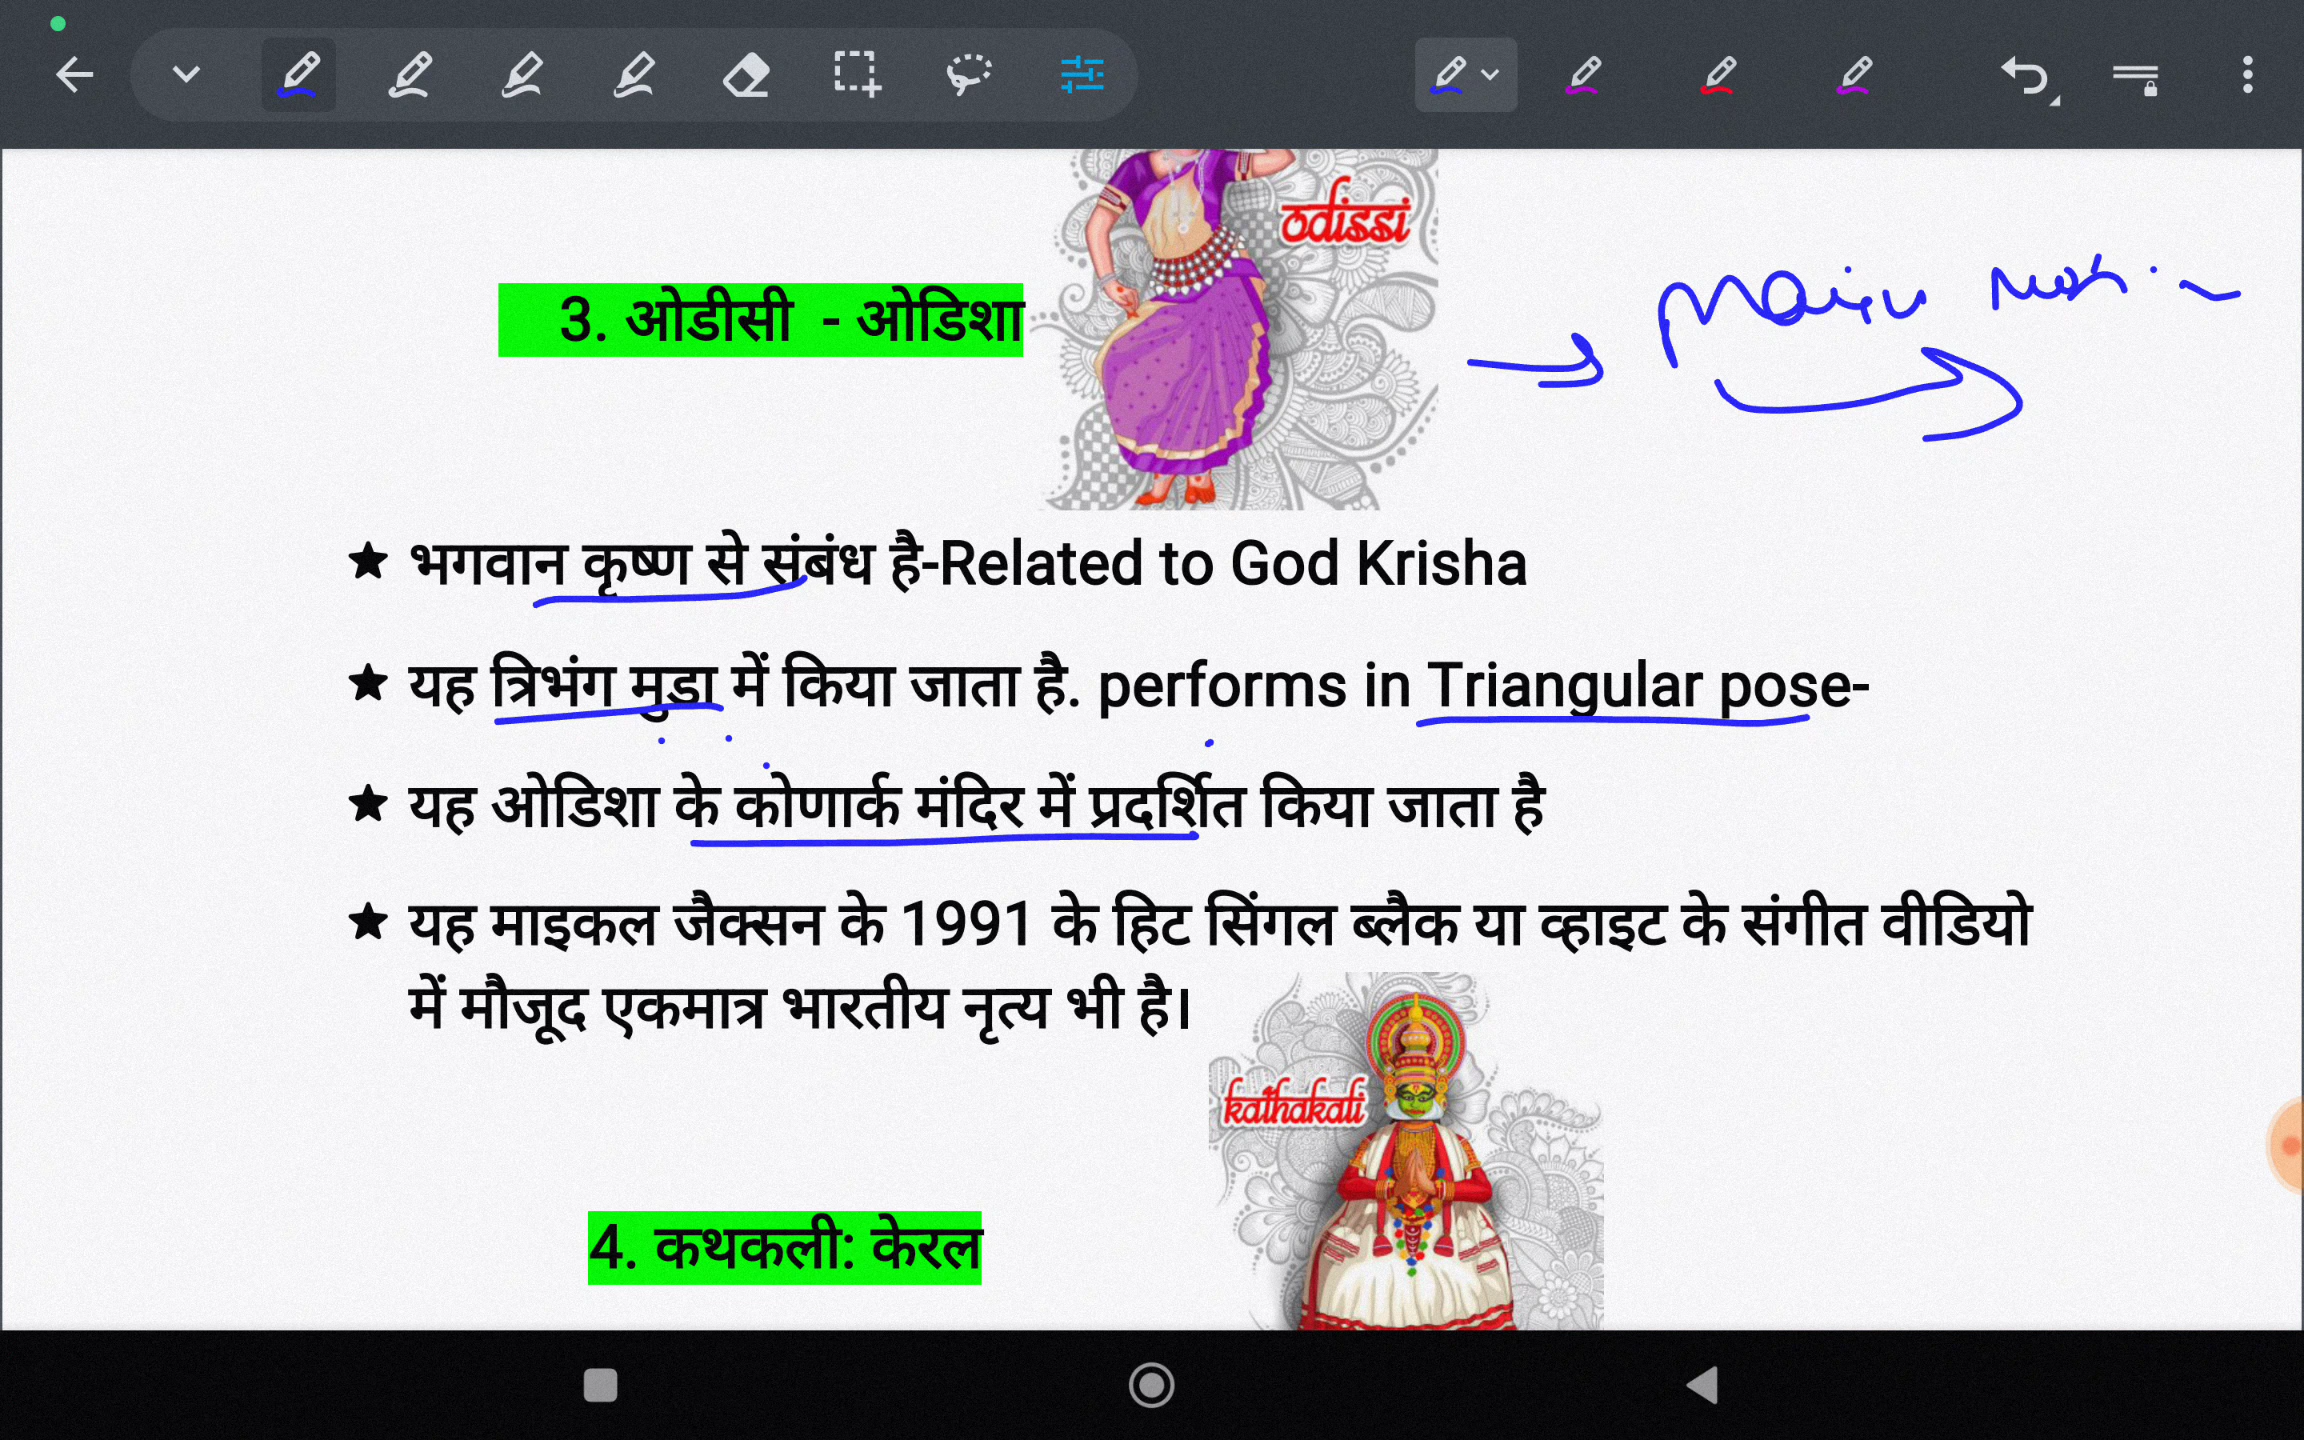 odissi
3. ओडीसी - ओडिशा
★ भगवान कृष्ण से संबंध है-Related to God Krisha
★ यह त्रिभंग मुडा में किया जाता है. performs in Triangular pose-
★ यह ओडिशा के कोणार्क मंदिर में प्रदर्शित किया जाता है
★ यह माइकल जैक्सन के 1991 के हिट सिंगल ब्लैक या व्हाइट के संगीत वीडियो
में मौजूद एकमात्र भारतीय नृत्य भी है।
kathakali
4. कथकली: केरल